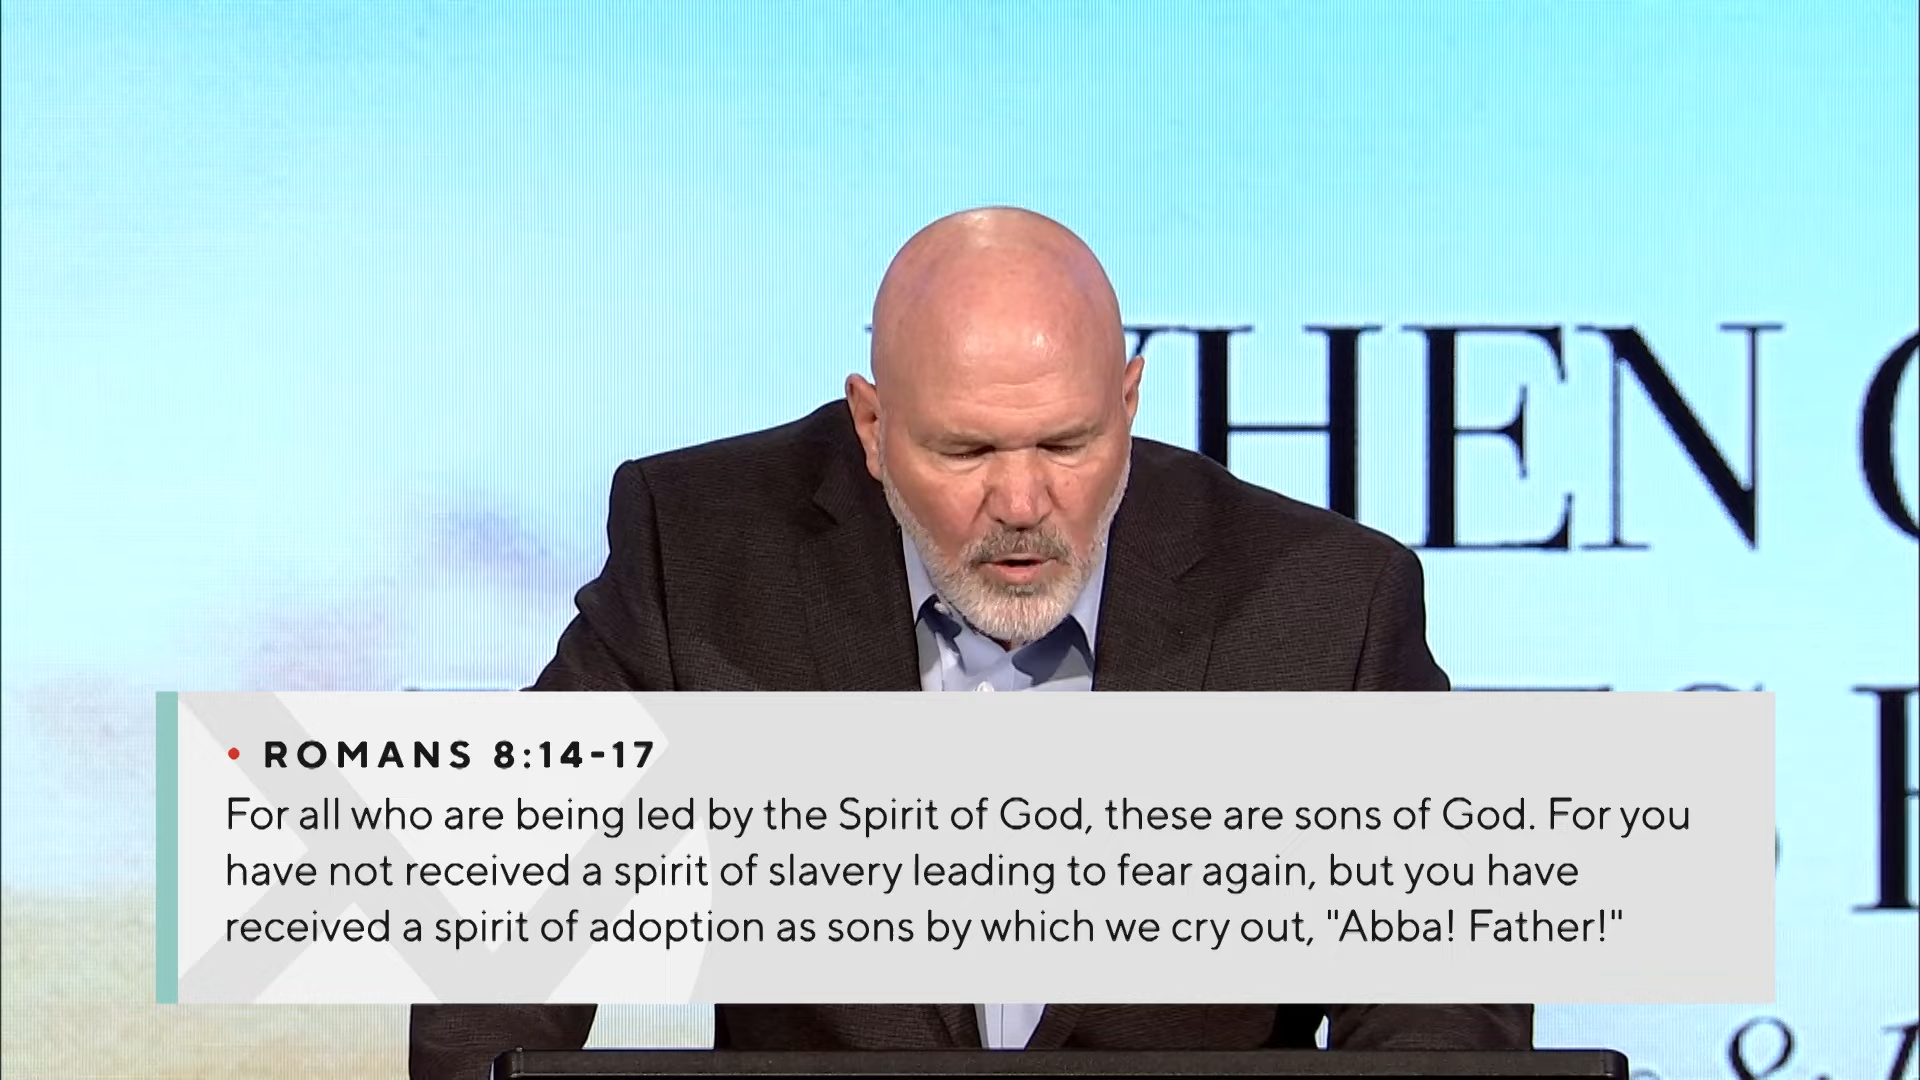 WHEN
• ROMANS 8:14-17
For all who are being led by the Spirit of God, these are sons of God. For you
have not received a spirit of slavery leading to fear again, but you have
received a spirit of adoption as sons by which we cry out, "Abba! Father!"
&